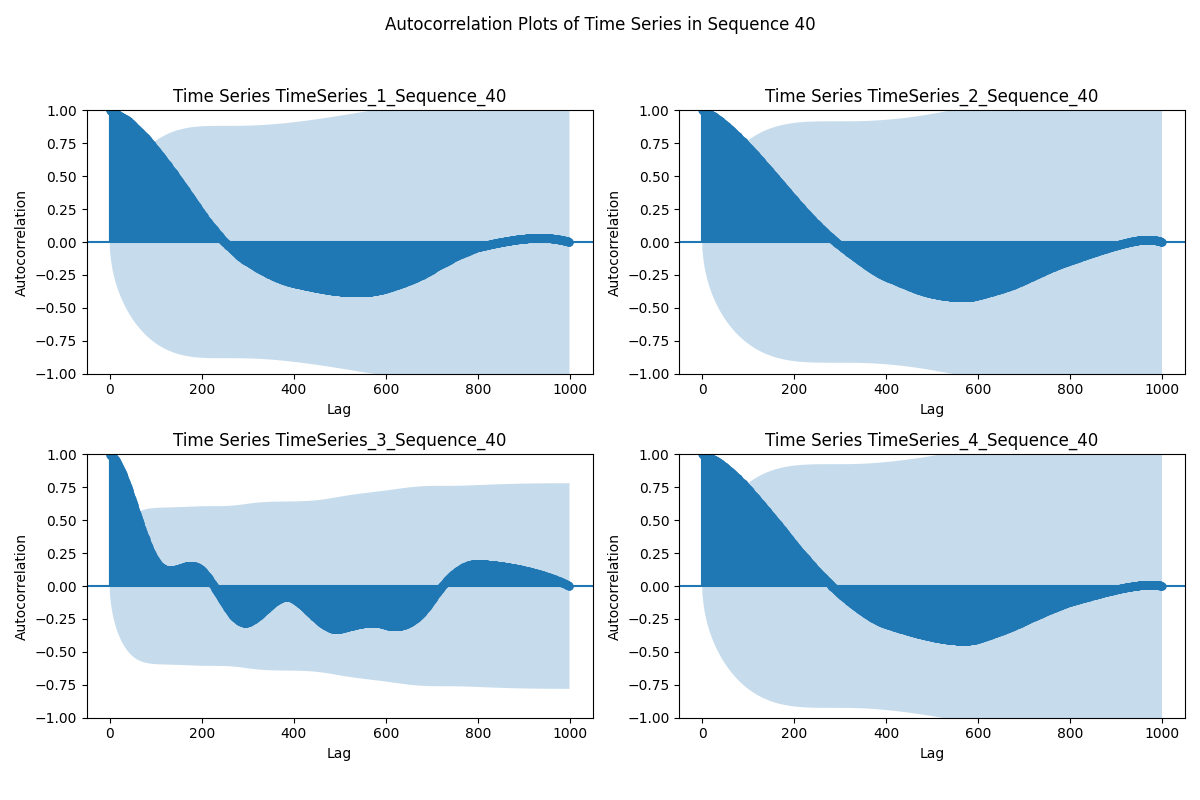 Autocorrelation Plots of Time Series in Sequence 40
Time Series TimeSeries_1_Sequence_40
1.00
0.75
0.50
0.25
0.00
−0.25
−0.50
−0.75
−1.00
Autocorrelation
0 200 400 600 800 1000
Lag
Time Series TimeSeries_2_Sequence_40
1.00
0.75
0.50
0.25
0.00
−0.25
−0.50
−0.75
−1.00
Autocorrelation
0 200 400 600 800 1000
Lag
Time Series TimeSeries_3_Sequence_40
1.00
0.75
0.50
0.25
0.00
−0.25
−0.50
−0.75
−1.00
Autocorrelation
0 200 400 600 800 1000
Lag
Time Series TimeSeries_4_Sequence_40
1.00
0.75
0.50
0.25
0.00
−0.25
−0.50
−0.75
−1.00
Autocorrelation
0 200 400 600 800 1000
Lag